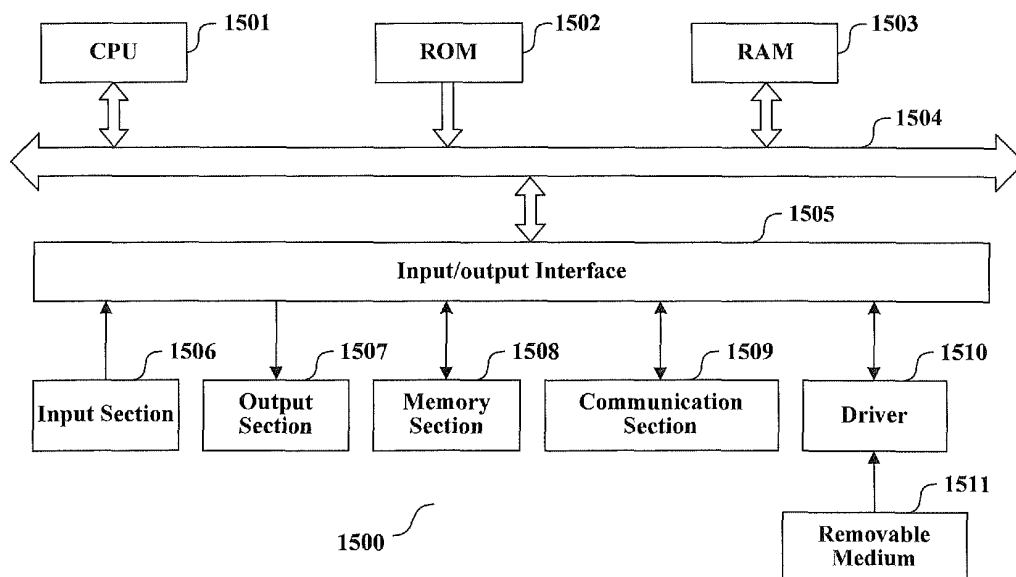 1501
1502
1503
CPU
ROM
RAM
1504
1505
Input/output Interface
1506
1507
1508
1509
1510
Input Section
Output
Section
Memory
Section
Communication
Section
Driver
1511
1500
Removable
Medium